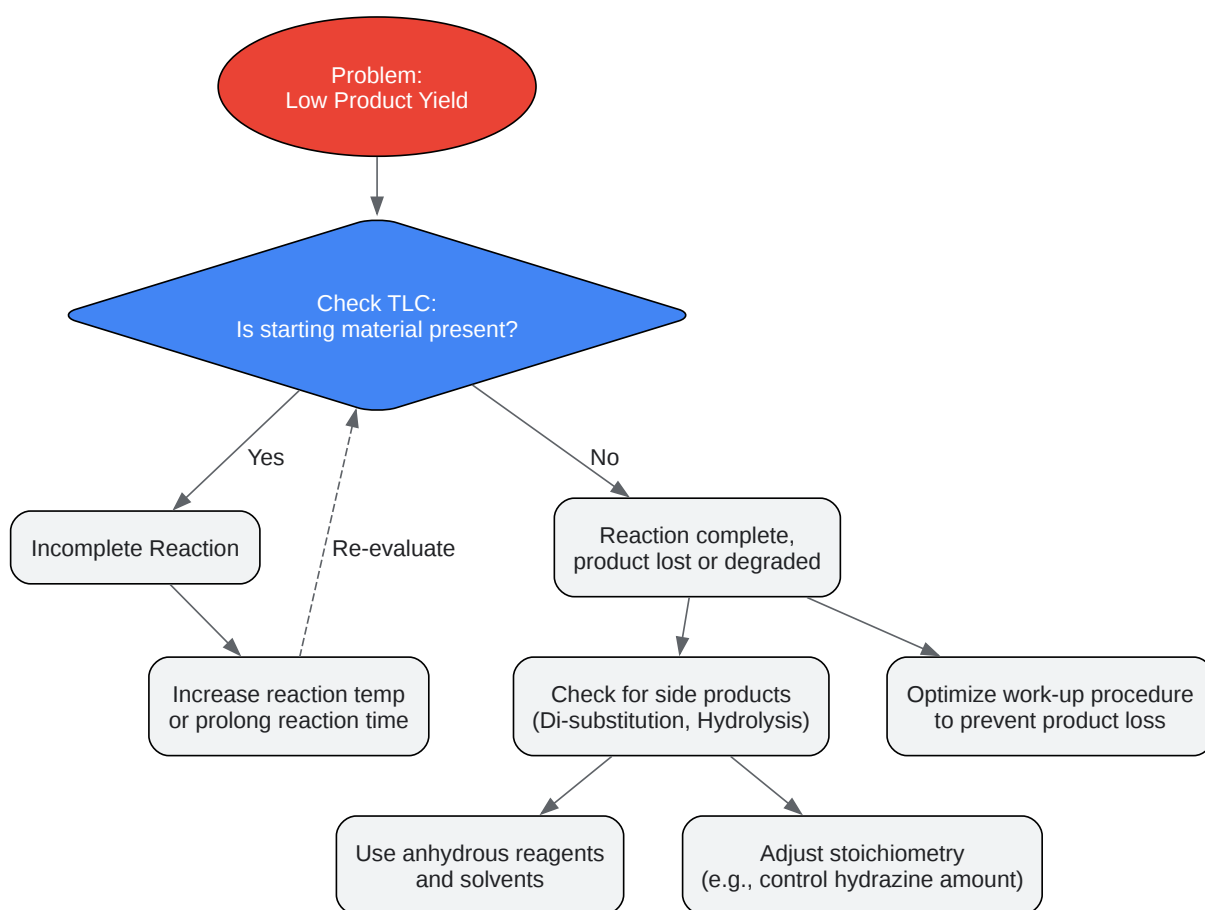 Problem:
Low Product Yield
Check TLC:
Is starting material present?
Yes
No
Incomplete Reaction
Re-evaluate
Reaction complete,
product lost or degraded
Increase reaction temp
or prolong reaction time
Check for side products
(Di-substitution, Hydrolysis)
Optimize work-up procedure
to prevent product loss
Use anhydrous reagents
and solvents
Adjust stoichiometry
(e.g., control hydrazine amount)